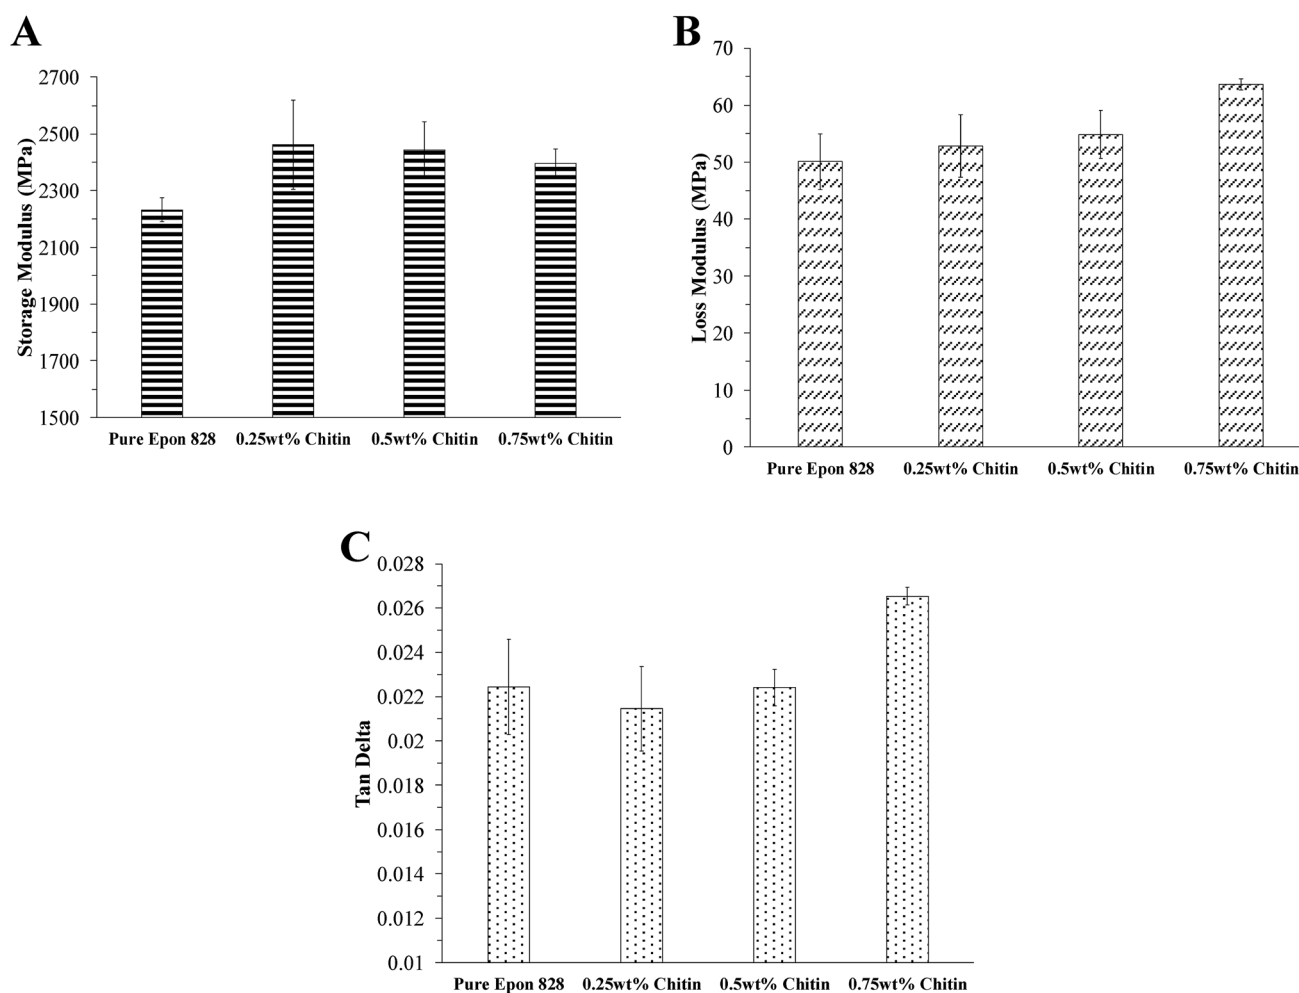 A
Storage Modulus (MPa)
2700
2500
2300
2100
1900
1700
1500
Pure Epon 828 0.25wt% Chitin 0.5wt% Chitin 0.75wt% Chitin
B
Loss Modulus (MPa)
70
60
50
40
30
20
10
0
Pure Epon 828 0.25wt% Chitin 0.5wt% Chitin 0.75wt% Chitin
C
Tan Delta
0.028
0.026
0.024
0.022
0.02
0.018
0.016
0.014
0.012
0.01
Pure Epon 828 0.25wt% Chitin 0.5wt% Chitin 0.75wt% Chitin